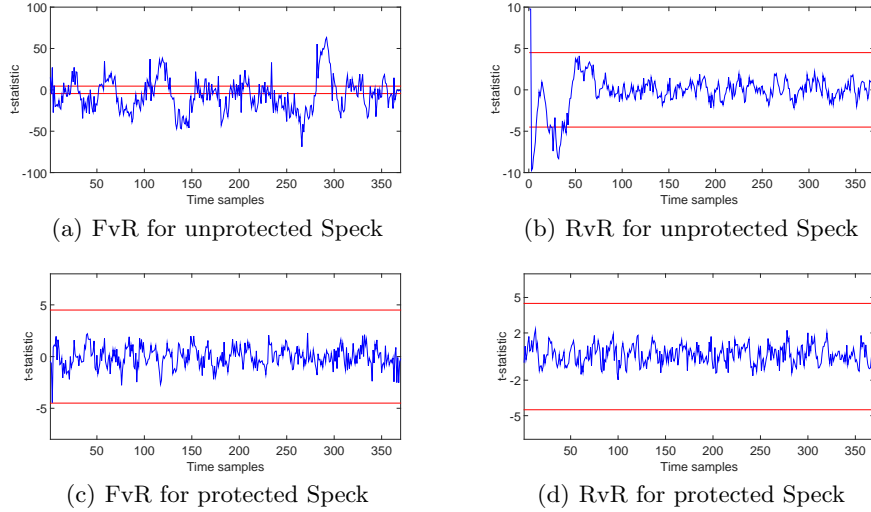 100
50
0
-50
-100
t-statistic
50 100 150 200 250 300 350
Time samples
(a) FvR for unprotected Speck
10
5
0
-5
-10
t-statistic
0 50 100 150 200 250 300 350
Time samples
(b) RvR for unprotected Speck
5
0
-5
t-statistic
50 100 150 200 250 300 350
Time samples
(c) FvR for protected Speck
5
2
-2
-5
t-statistic
50 100 150 200 250 300 350
Time samples
(d) RvR for protected Speck